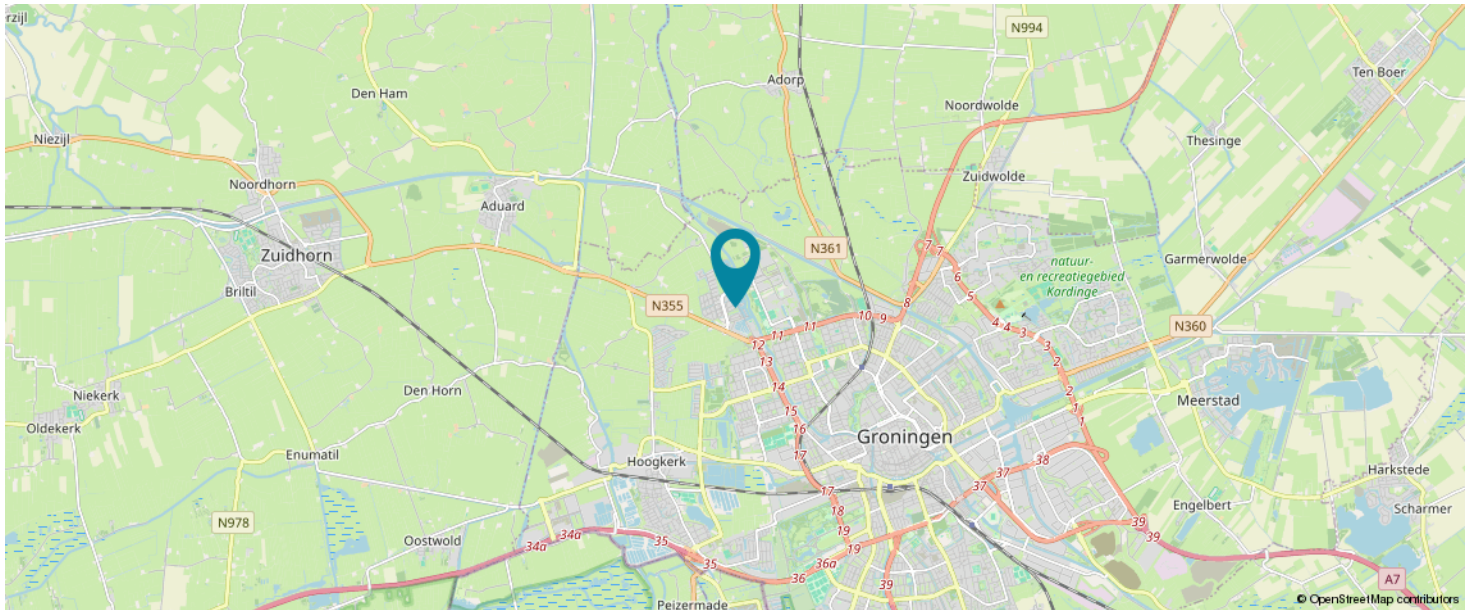 erzijl
N994
Ten Boer
Adorp
Den Ham
Noordwolde
Niezijl
Thesinge
Zuidwolde
Noordhorn
Aduard
N361
7
7
Zuidhorn
natuur-
en recreatiegebied
Kardinge
Garmerwolde
6
Briltil
5
N355
8
10
9
11
11
4
4
3
N360
12
3
13
2
14
2
Den Horn
Niekerk
Meerstad
15
1
1
Oldekerk
16
Groningen
Enumatil
17
Hoogkerk
38
37
Harkstede
37
17
Engelbert
Scharmer
18
N978
39
19
34a
34a
Oostwold
35
39
19
35
36a
36
39
A7
Peizermade
© OpenStreetMap contributors